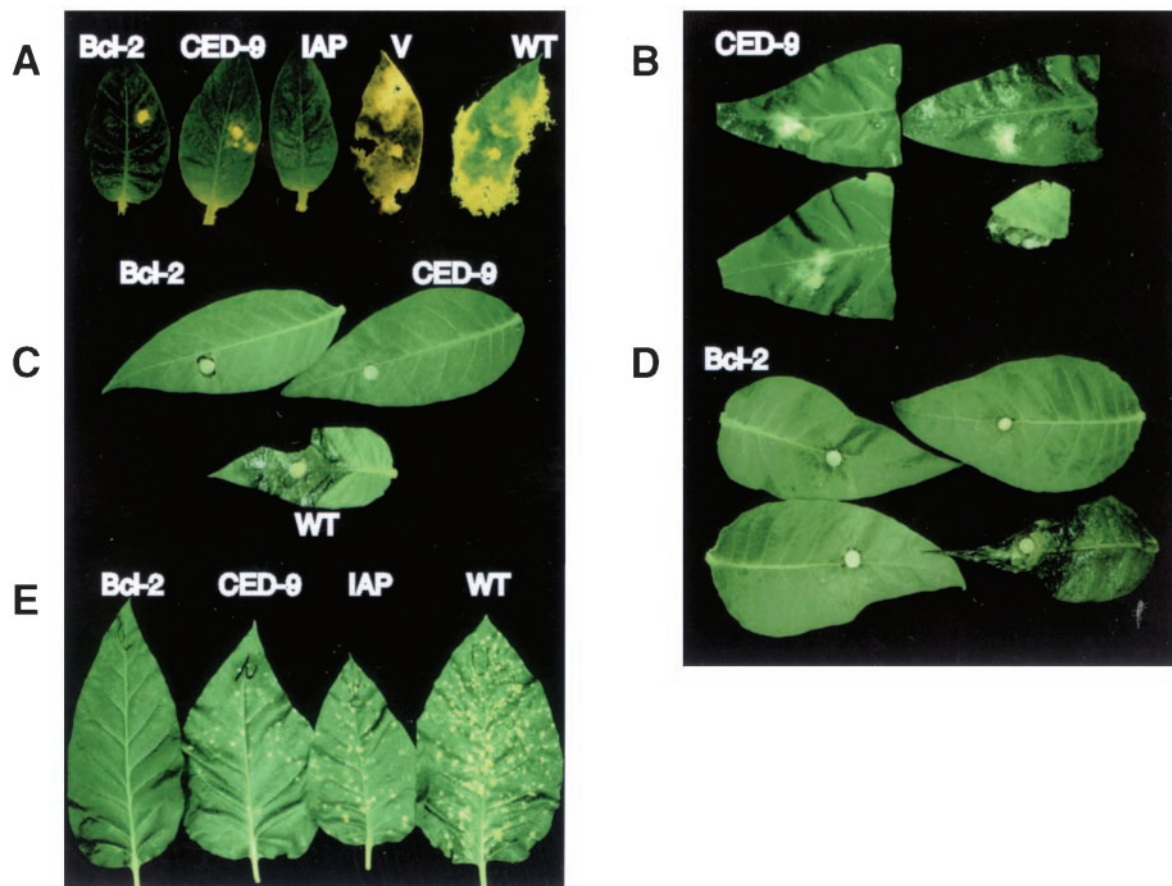 A
Bcl-2 CED-9 IAP V WT
B
CED-9
Bcl-2 CED-9
C
WT
D
Bcl-2
E
Bcl-2 CED-9 IAP WT